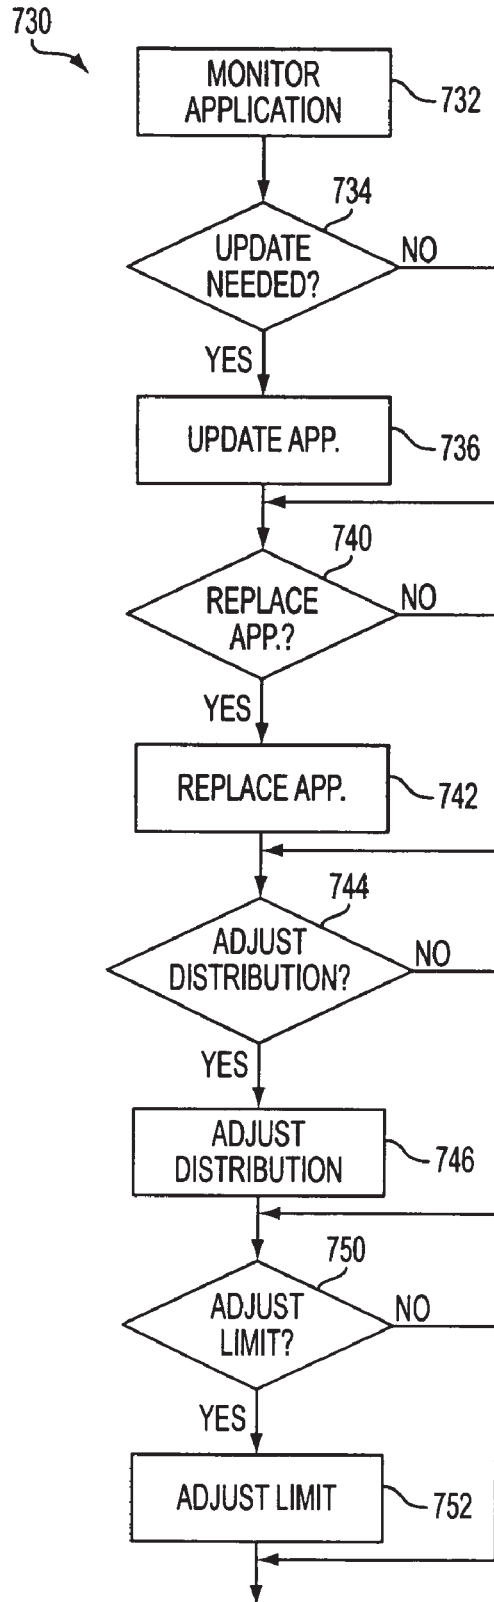 730
MONITOR
APPLICATION
732
734
UPDATE
NEEDED?
NO
YES
UPDATE APP.
736
740
REPLACE
APP.?
NO
YES
REPLACE APP.
742
744
ADJUST
DISTRIBUTION?
NO
YES
ADJUST
DISTRIBUTION
746
750
ADJUST
LIMIT?
NO
YES
ADJUST LIMIT
752